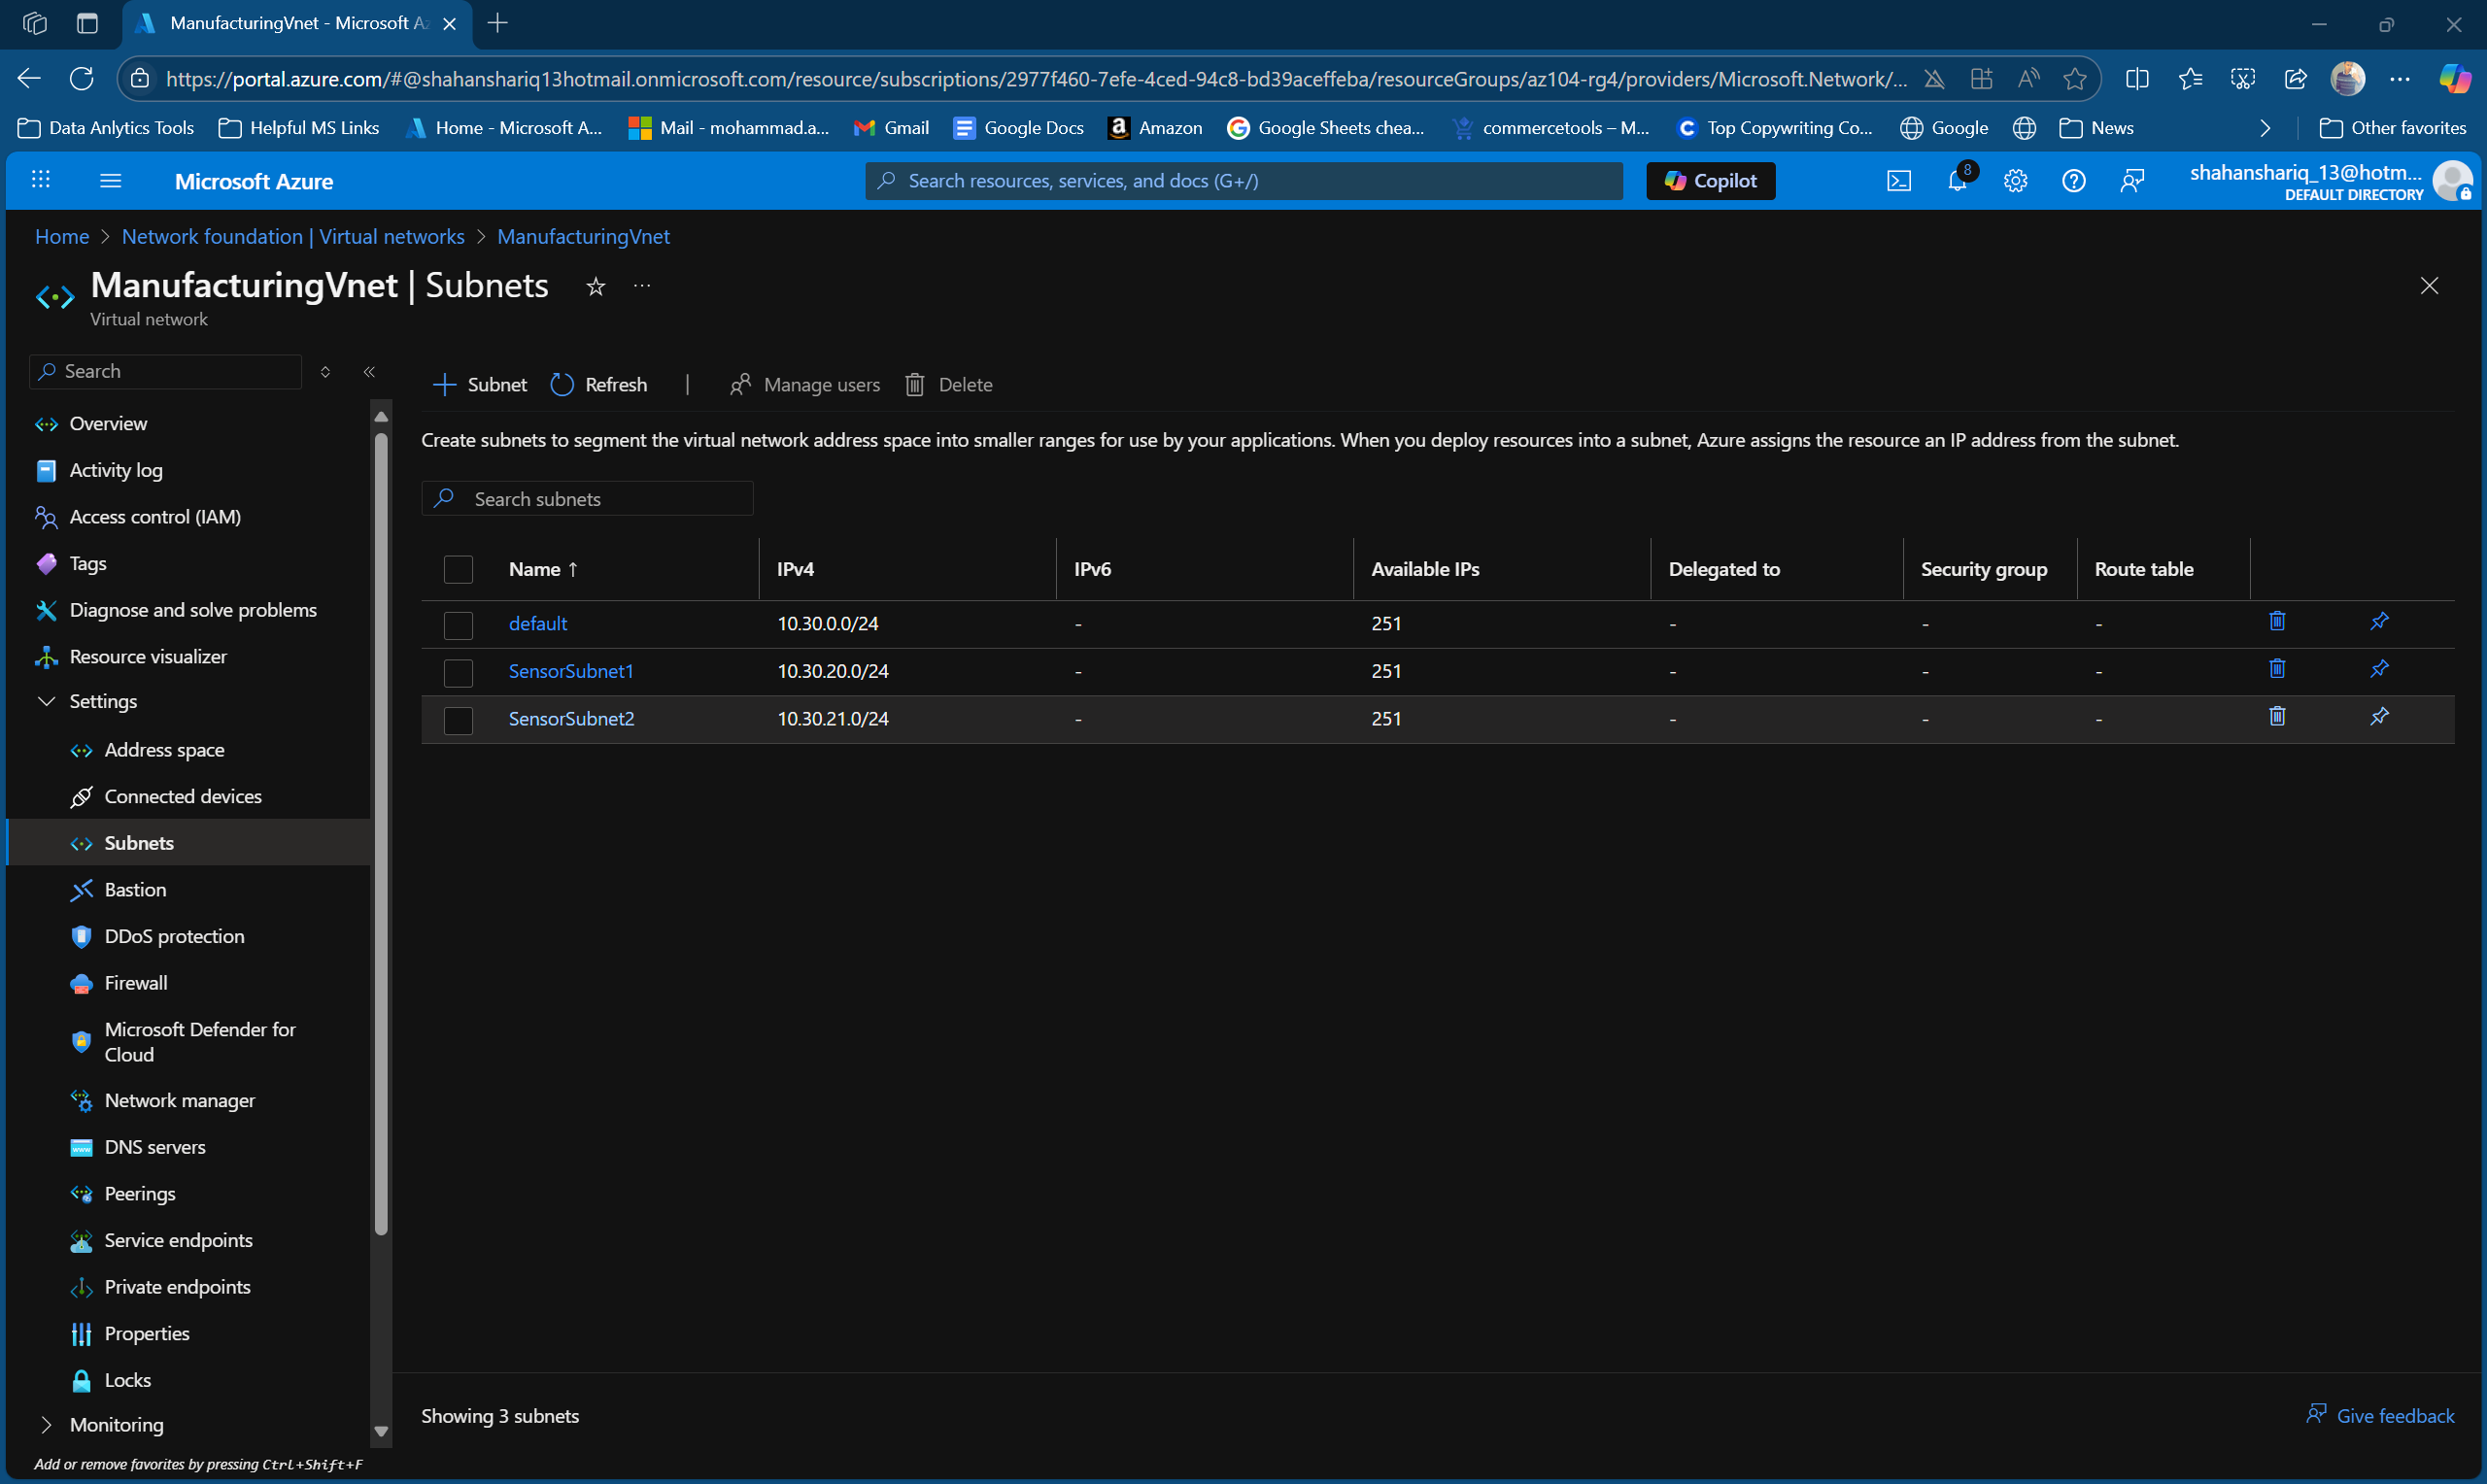 ManufacturingVnet - Microsoft Az
https://portal.azure.com/#@shahanshariq13hotmail.onmicrosoft.com/resource/subscriptions/2977f460-7efe-4ced-94c8-bd39aceffeba/resourceGroups/az104-rg4/providers/Microsoft.Network/...
Data Anlytics Tools Helpful MS Links Home - Microsoft A... Mail - mohammad.a... Gmail Google Docs Amazon Google Sheets chea... commercetools – M... Top Copywriting Co... Google News Other favorites
Microsoft Azure Search resources, services, and docs (G+/) Copilot 8 shahanshariq_13@hotm...
DEFAULT DIRECTORY
Home > Network foundation | Virtual networks > ManufacturingVnet
ManufacturingVnet | Subnets
Virtual network
Search
Overview
Activity log
Access control (IAM)
Tags
Diagnose and solve problems
Resource visualizer
Settings
Address space
Connected devices
Subnets
Bastion
DDoS protection
Firewall
Microsoft Defender for
Cloud
Network manager
DNS servers
Peerings
Service endpoints
Private endpoints
Properties
Locks
Monitoring
Add or remove favorites by pressing Ctrl+Shift+F
Subnet Refresh | Manage users Delete
Create subnets to segment the virtual network address space into smaller ranges for use by your applications. When you deploy resources into a subnet, Azure assigns the resource an IP address from the subnet.
Search subnets
Name ↑ IPv4 IPv6 Available IPs Delegated to Security group Route table
default 10.30.0.0/24 - 251 - - -
SensorSubnet1 10.30.20.0/24 - 251 - - -
SensorSubnet2 10.30.21.0/24 - 251 - - -
Showing 3 subnets
Give feedback